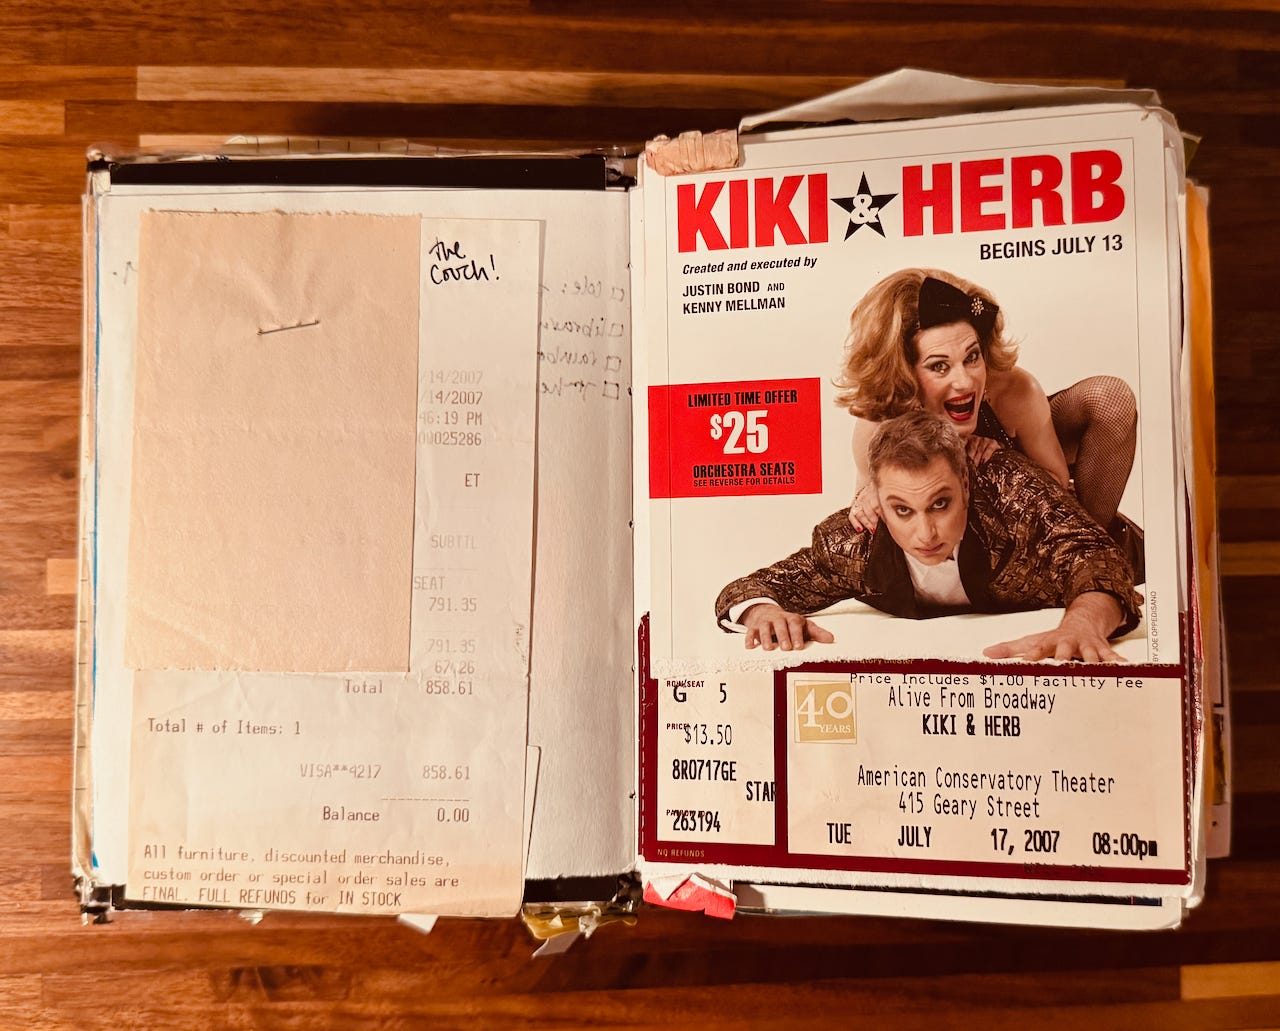 the
couch!
/14/2007
/14/2007
46:19 PM
00025286
ET
SUBTTL
SEAT
791.35
791.35
67.26
Total 858.61
Total # of Items: 1
VISA**4217 858.61
Balance 0.00
All furniture, discounted merchandise,
custom order or special order sales are
FINAL. FULL REFUNDS for IN STOCK
KIKI & HERB
BEGINS JULY 13
Created and executed by
JUSTIN BOND AND
KENNY MELLMAN
LIMITED TIME OFFER
$25
ORCHESTRA SEATS
SEE REVERSE FOR DETAILS
BY JOE OPPEDISANO
ROW/SEAT
G 5
PRICE
$13.50
8R0717GE
STAR
263194
NO REFUNDS
40
YEARS
Price Includes $1.00 Facility Fee
Alive From Broadway
KIKI & HERB
American Conservatory Theater
415 Geary Street
TUE JULY 17, 2007 08:00pm